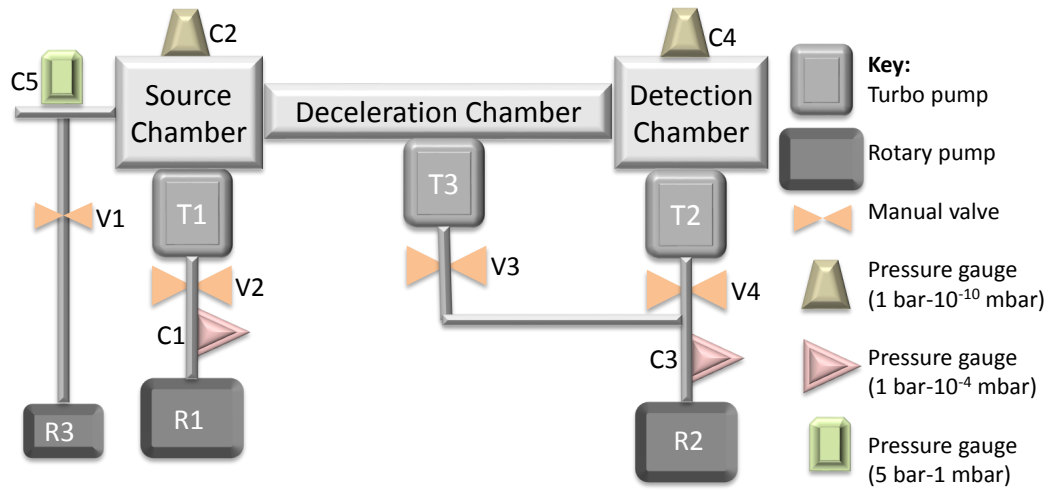 C2
C4
C5
Source
Chamber
Deceleration Chamber
Detection
Chamber
Key:
Turbo pump
Rotary pump
T1
T3
T2
V1
Manual valve
V3
V2
V4
Pressure gauge
(1 bar-10⁻¹⁰ mbar)
C1
C3
Pressure gauge
(1 bar-10⁻⁴ mbar)
R3
R1
R2
Pressure gauge
(5 bar-1 mbar)